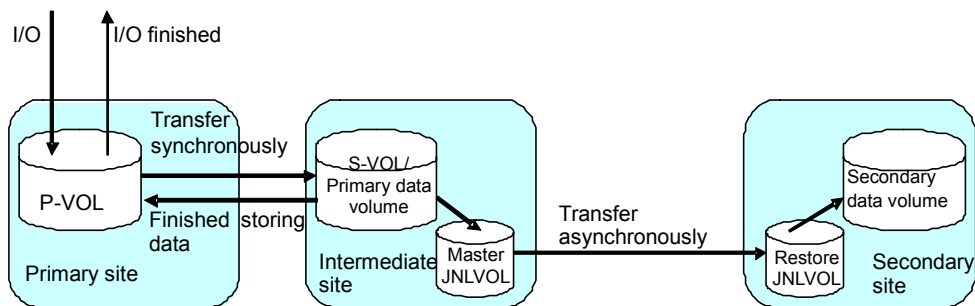 I/O
I/O finished
Transfer
synchronously
P-VOL
Finished storing
data
Primary site
S-VOL/
Primary data
volume
Master
JNLVOL
Intermediate
site
Transfer
asynchronously
Secondary
data volume
Restore
JNLVOL
Secondary
site